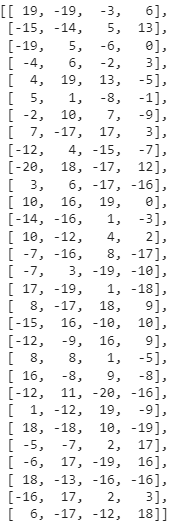 [[ 19, -19,  -3,   6],
 [-15, -14,   5,  13],
 [-19,   5,  -6,   0],
 [ -4,   6,  -2,   3],
 [  4,  19,  13,  -5],
 [  5,   1,  -8,  -1],
 [ -2,  10,   7,  -9],
 [  7, -17,  17,   3],
 [-12,   4, -15,  -7],
 [-20,  18, -17,  12],
 [  3,   6, -17, -16],
 [ 10,  16,  19,   0],
 [-14, -16,   1,  -3],
 [ 10, -12,   4,   2],
 [ -7, -16,   8, -17],
 [ -7,   3, -19, -10],
 [ 17, -19,   1, -18],
 [  8, -17,  18,   9],
 [-15,  16, -10,  10],
 [-12,  -9,  16,   9],
 [  8,   8,   1,  -5],
 [ 16,  -8,   9,  -8],
 [-12,  11, -20, -16],
 [  1, -12,  19,  -9],
 [ 18, -18,  10, -19],
 [ -5,  -7,   2,  17],
 [ -6,  17, -19,  16],
 [ 18, -13, -16, -16],
 [-16,  17,   2,   3],
 [  6, -17, -12,  18]]